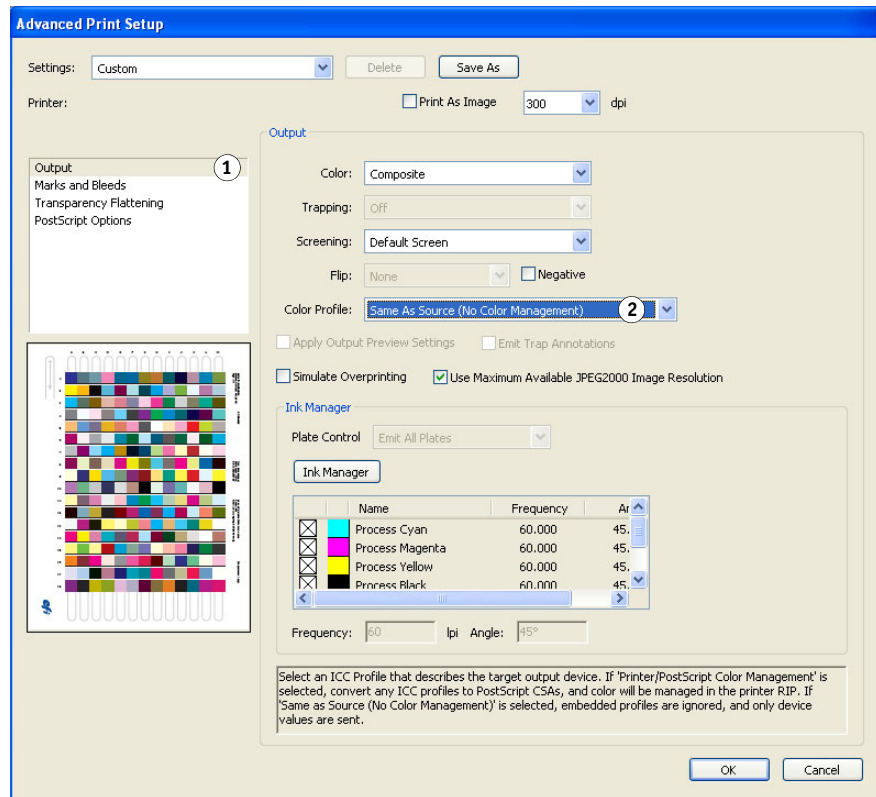 Advanced Print Setup
Settings: Custom Delete Save As
Printer: Print As Image 300 dpi
Output
Output 1
Marks and Bleeds
Transparency Flattening
PostScript Options
Color: Composite
Trapping: Off
Screening: Default Screen
Flip: None Negative
Color Profile: Same As Source (No Color Management) 2
Apply Output Preview Settings Emit Trap Annotations
Simulate Overprinting Use Maximum Available JPEG2000 Image Resolution
Ink Manager
Plate Control Emit All Plates
Ink Manager
Name Frequency Ar
Process Cyan 60.000 45.
Process Magenta 60.000 45.
Process Yellow 60.000 45.
Process Black 60.000 45.
Frequency: 60 lpi Angle: 45°
Select an ICC Profile that describes the target output device. If 'Printer/PostScript Color Management' is
selected, convert any ICC profiles to PostScript CSAs, and color will be managed in the printer RIP. If
'Same as Source (No Color Management)' is selected, embedded profiles are ignored, and only device
values are sent.
OK Cancel